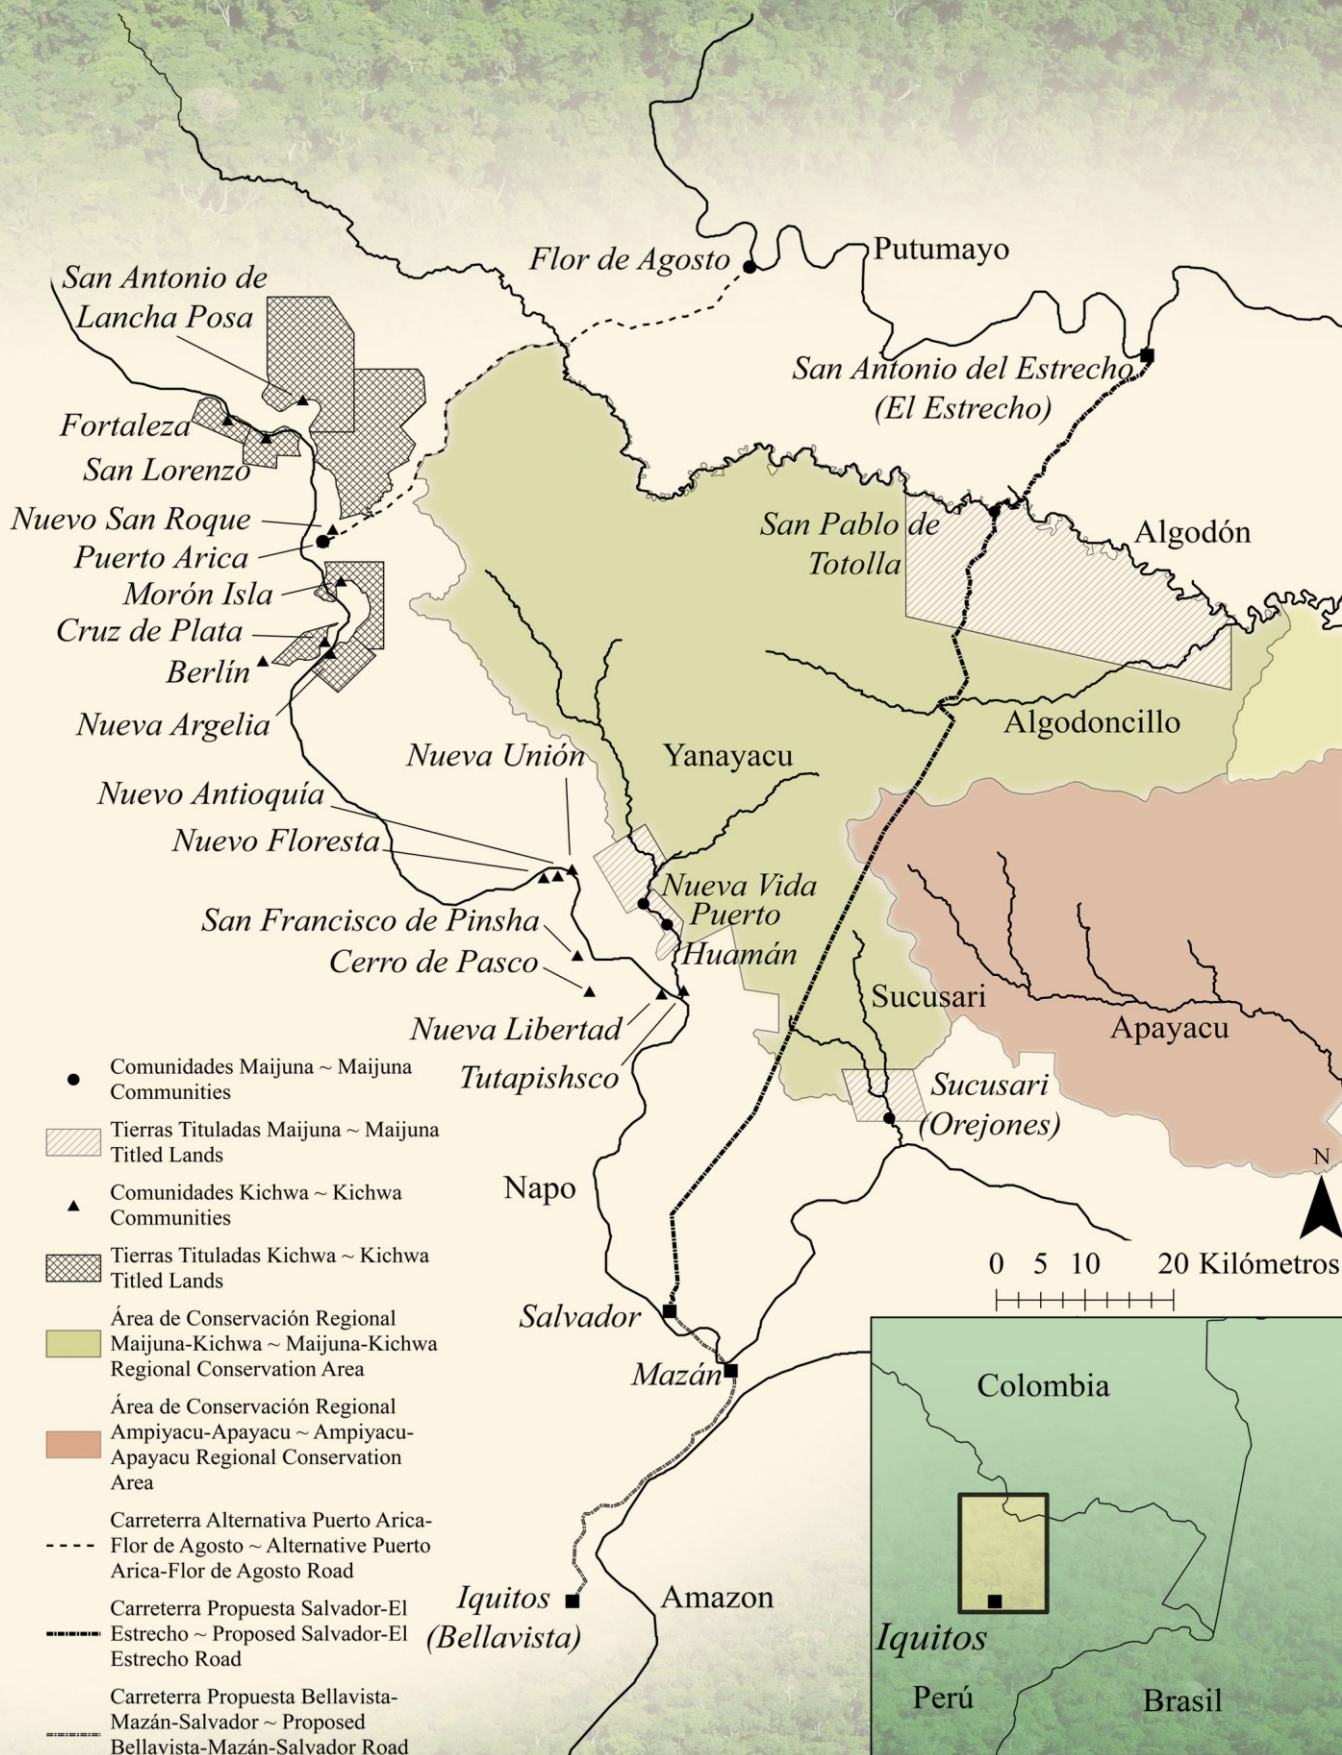 Flor de Agosto
Putumayo
San Antonio de
Lancha Posa
San Antonio del Estrecho
(El Estrecho)
Fortaleza
San Lorenzo
Nuevo San Roque
Puerto Arica
San Pablo de
Totolla
Algodón
Morón Isla
Cruz de Plata
Berlín
Nueva Argelia
Algodoncillo
Nueva Unión
Yanayacu
Nuevo Antioquía
Nuevo Floresta
Nueva Vida
Puerto
Huamán
San Francisco de Pinsha
Cerro de Pasco
Sucusari
Apayacu
Nueva Libertad
Tutapishsco
Sucusari
(Orejones)
Napo
N
0 5 10 20 Kilómetros
Salvador
Mazán
Iquitos
(Bellavista)
Amazon
Comunidades Maijuna ~ Maijuna
Communities
Tierras Tituladas Maijuna ~ Maijuna
Titled Lands
Comunidades Kichwa ~ Kichwa
Communities
Tierras Tituladas Kichwa ~ Kichwa
Titled Lands
Área de Conservación Regional
Maijuna-Kichwa ~ Maijuna-Kichwa
Regional Conservation Area
Área de Conservación Regional
Ampiyacu-Apayacu ~ Ampiyacu-
Apayacu Regional Conservation
Area
Carreterra Alternativa Puerto Arica-
Flor de Agosto ~ Alternative Puerto
Arica-Flor de Agosto Road
Carreterra Propuesta Salvador-El
Estrecho ~ Proposed Salvador-El
Estrecho Road
Carreterra Propuesta Bellavista-
Mazán-Salvador ~ Proposed
Bellavista-Mazán-Salvador Road
Colombia
Iquitos
Perú
Brasil